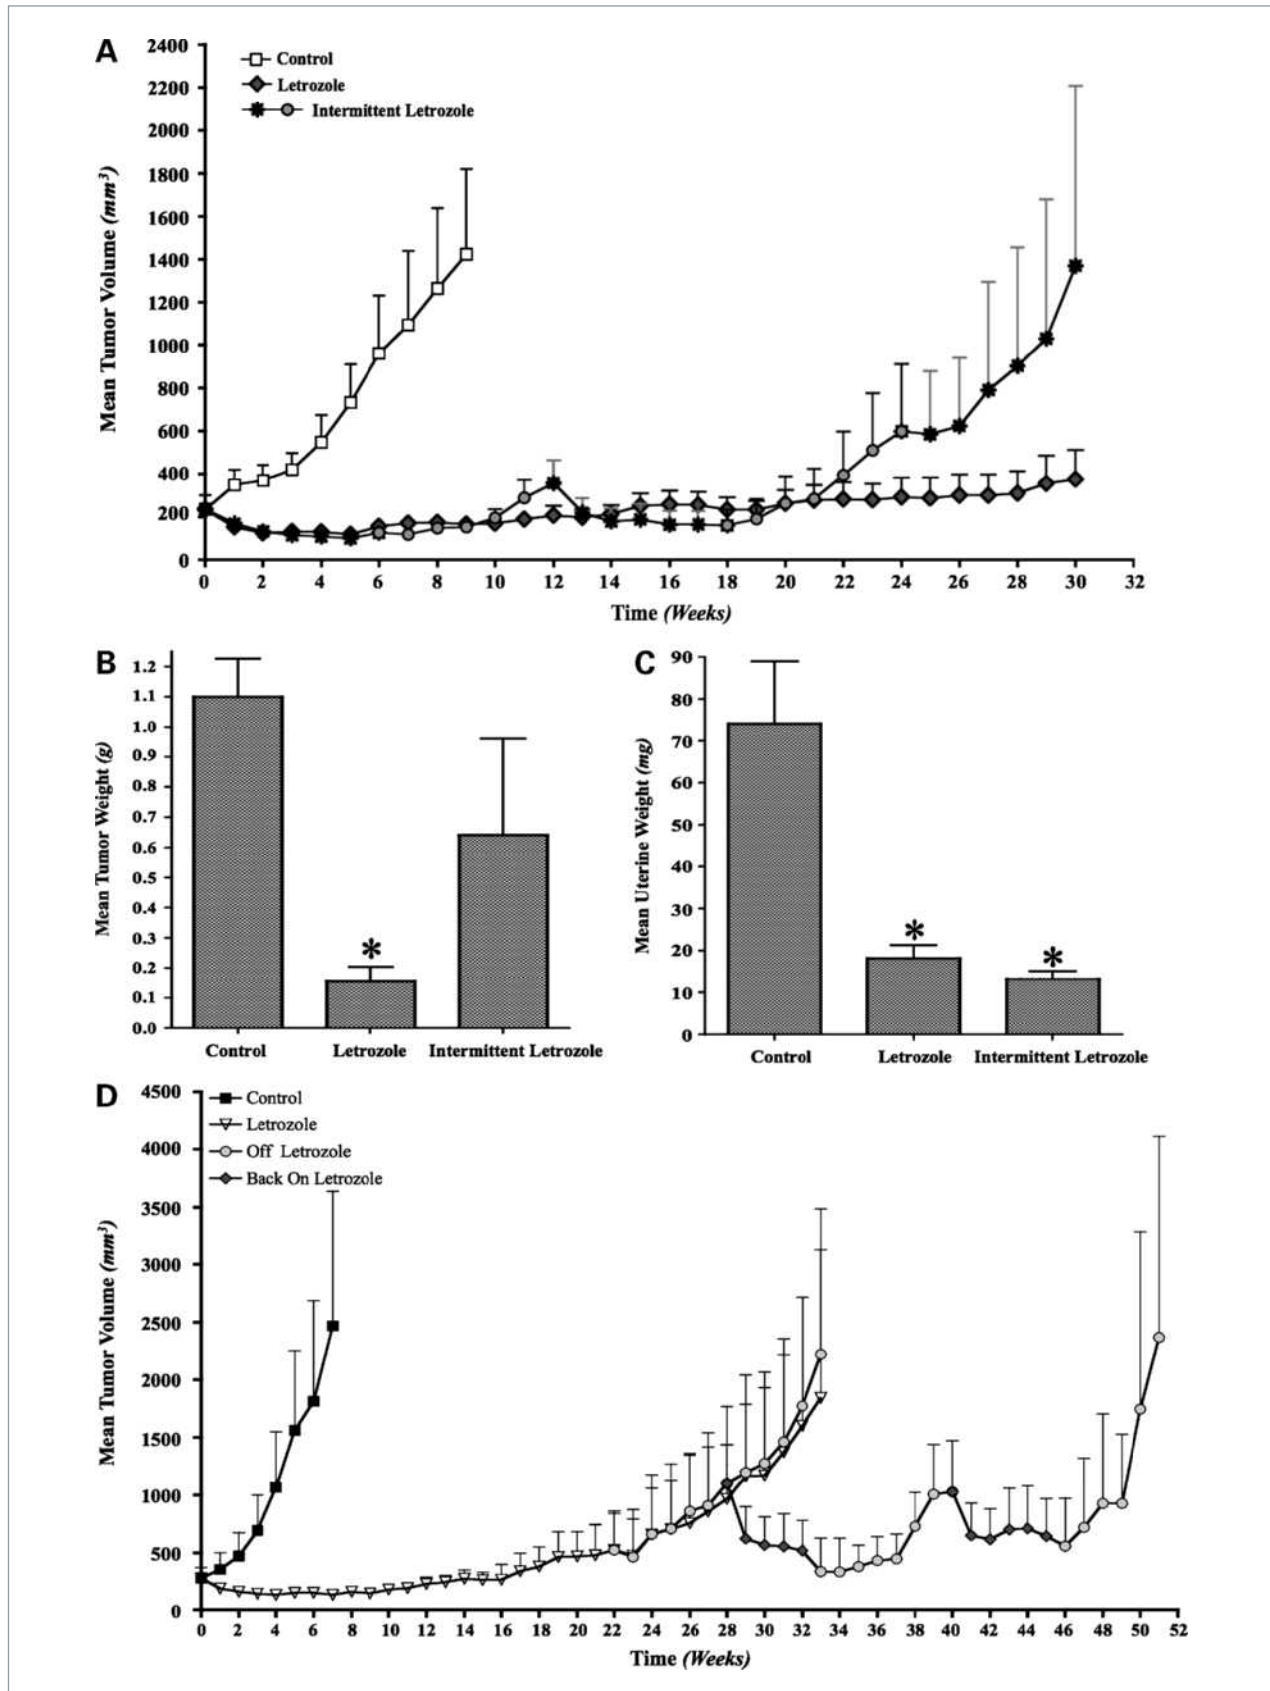 A
2400
2200
2000
1800
1600
1400
1200
1000
800
600
400
200
0
Mean Tumor Volume (mm³)
Control
Letrozole
Intermittent Letrozole
0 2 4 6 8 10 12 14 16 18 20 22 24 26 28 30 32
Time (Weeks)
B
1.2
1.1
1.0
0.9
0.8
0.7
0.6
0.5
0.4
0.3
0.2
0.1
0.0
Mean Tumor Weight (g)
*
Control Letrozole Intermittent Letrozole
C
90
80
70
60
50
40
30
20
10
0
Mean Uterine Weight (mg)
* *
Control Letrozole Intermittent Letrozole
D
4500
4000
3500
3000
2500
2000
1500
1000
500
0
Mean Tumor Volume (mm³)
Control
Letrozole
Off Letrozole
Back On Letrozole
0 2 4 6 8 10 12 14 16 18 20 22 24 26 28 30 32 34 36 38 40 42 44 46 48 50 52
Time (Weeks)